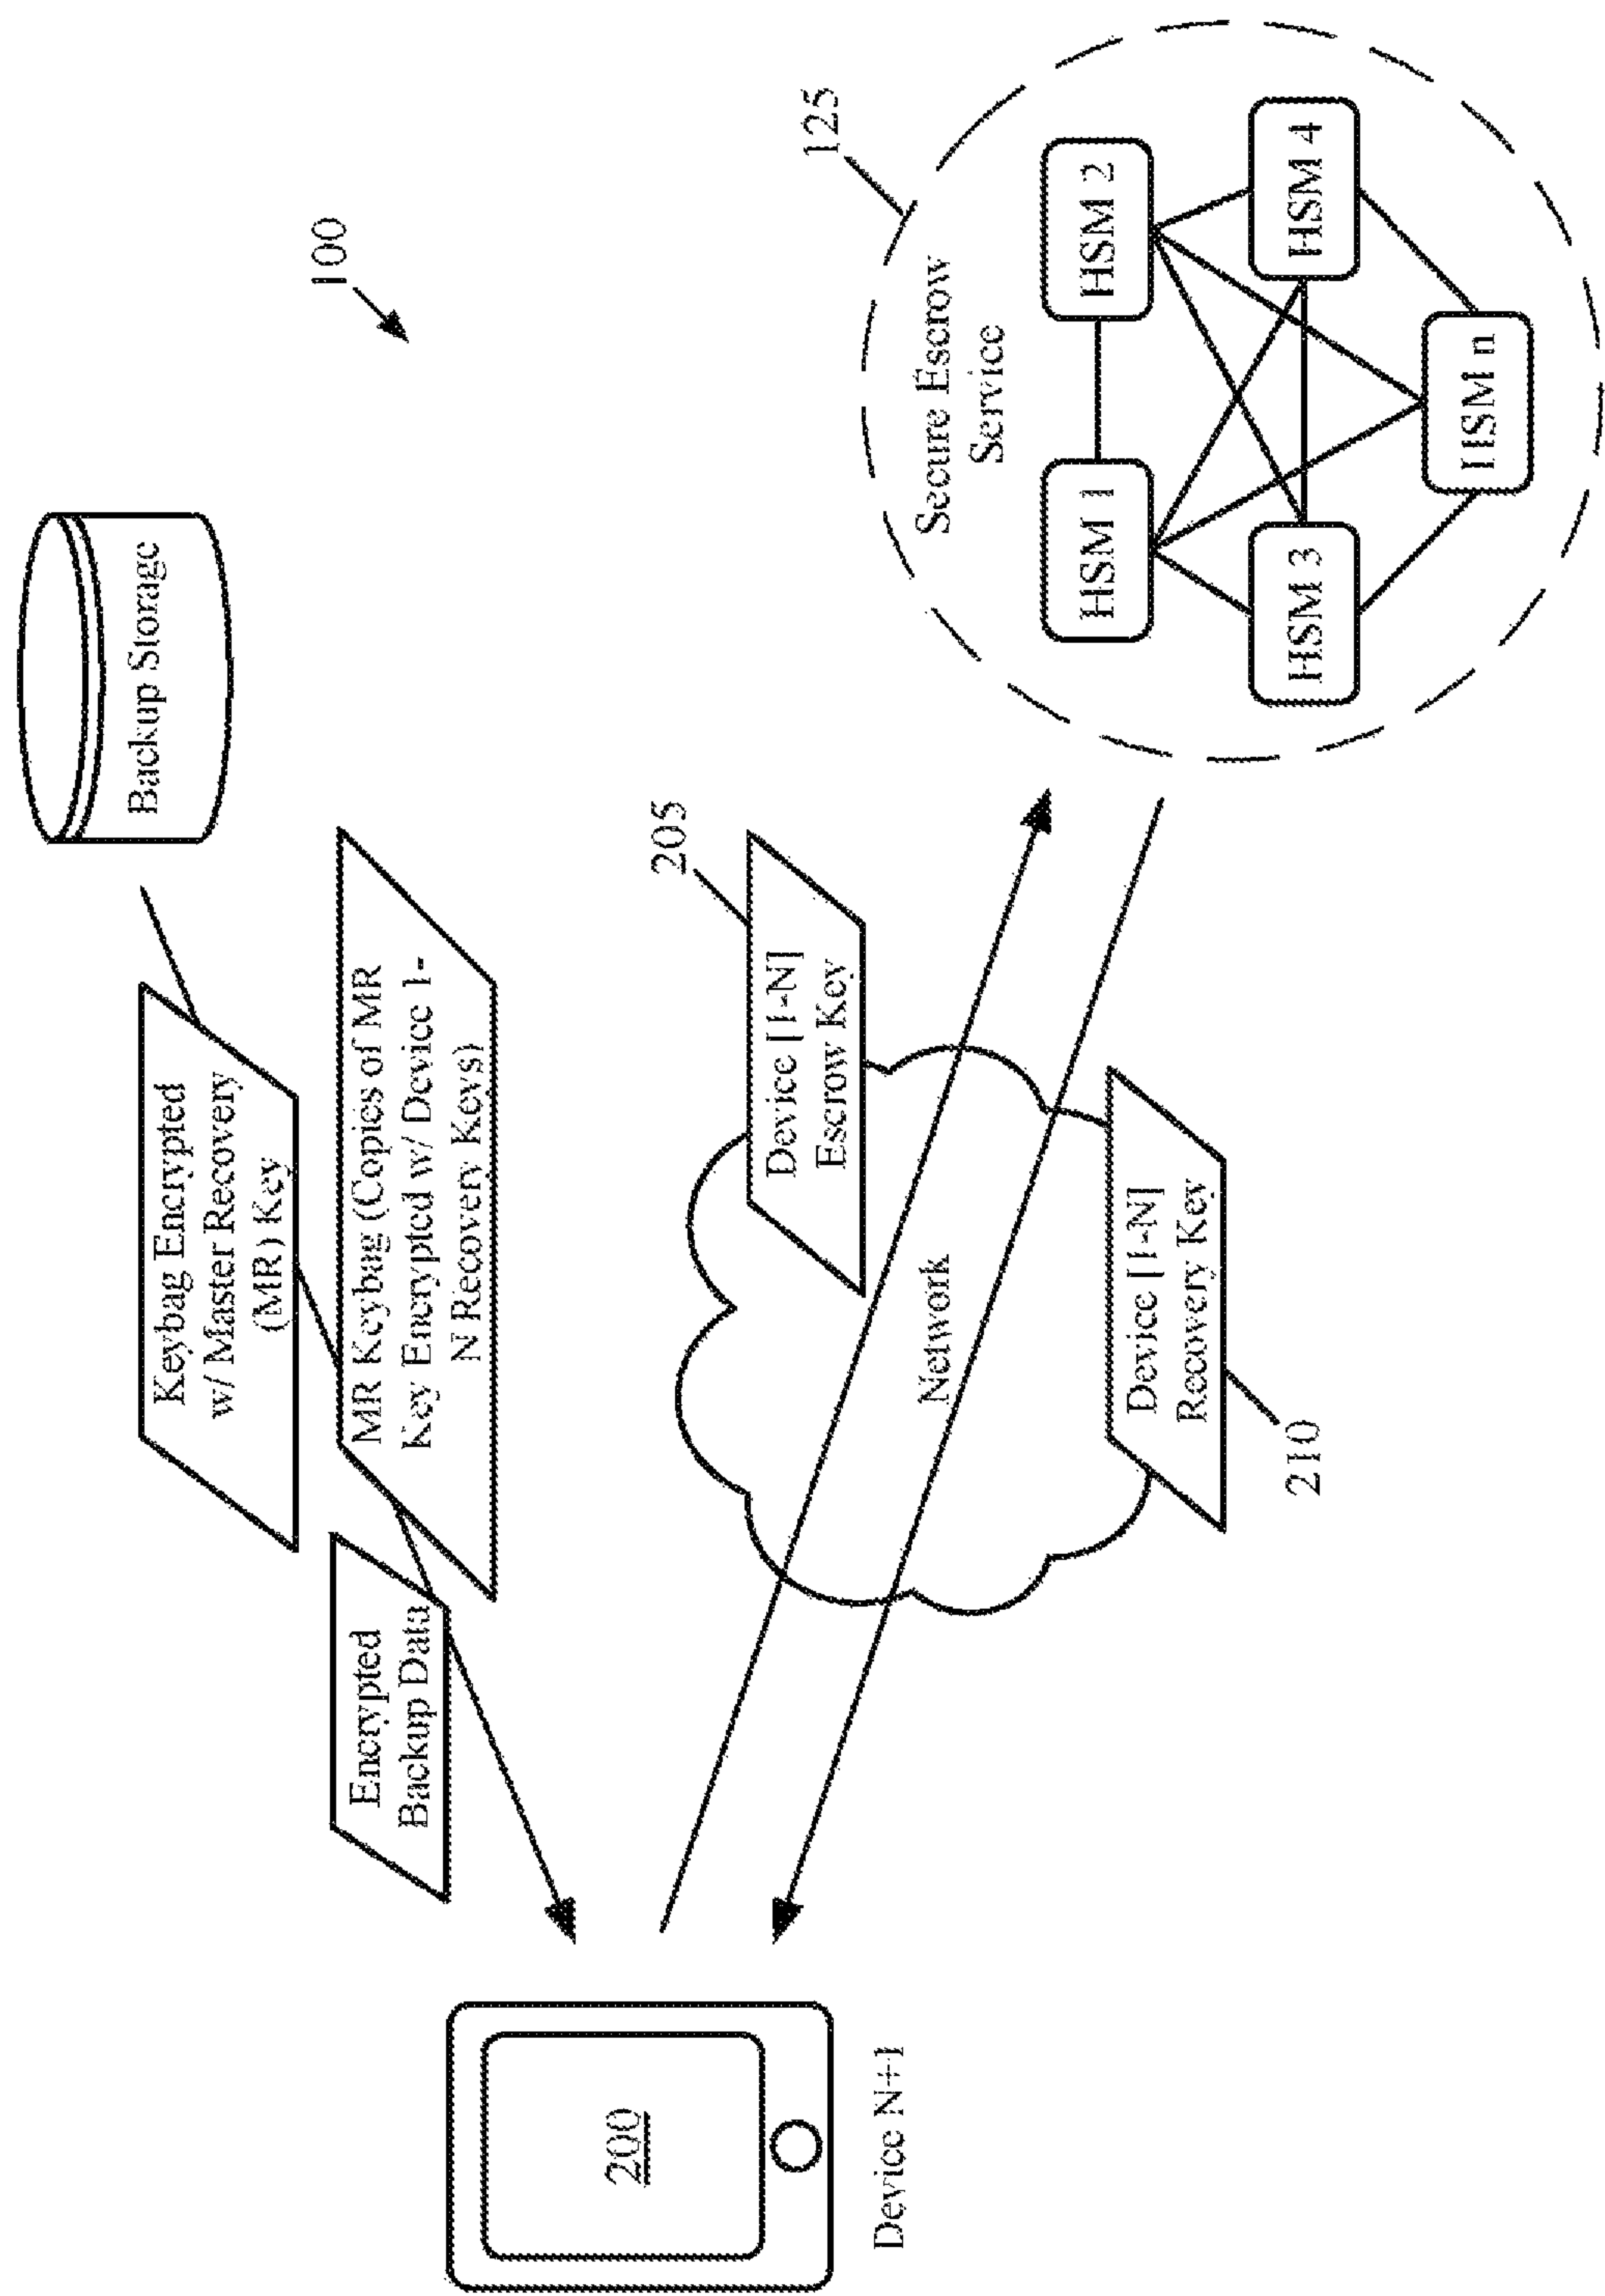 Backup Storage
100
Keybag Encrypted
w/ Master Recovery
(MR) Key
MR Keybag (Copies of MR
Key Encrypted w/ Device 1-
N Recovery Keys)
Encrypted
Backup Data
200
Device N+1
205
Device [1-N]
Escrow Key
Network
Device [1-N]
Recovery Key
210
125
Secure Escrow
Service
HSM 1
HSM 2
HSM 3
HSM 4
HSM n